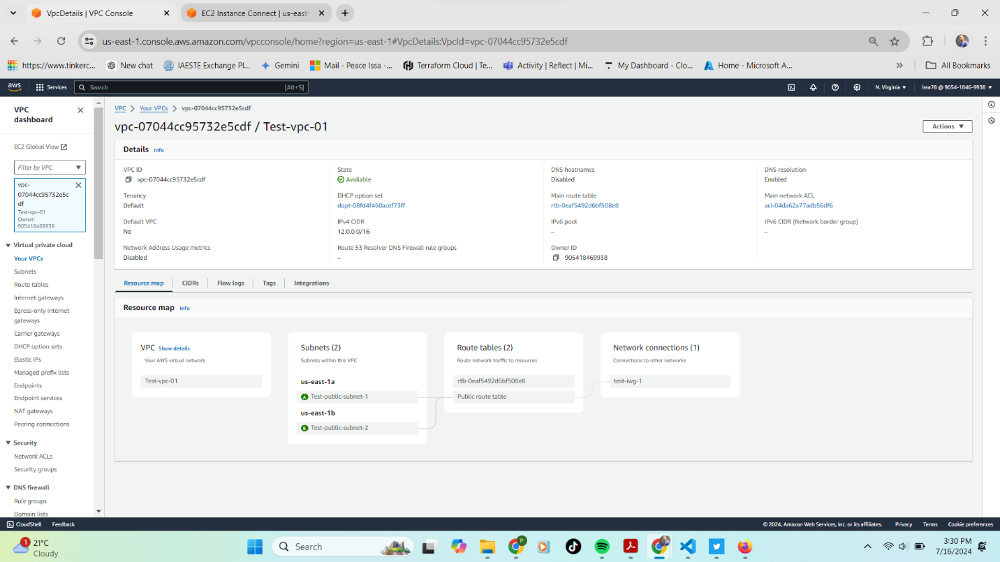 VpcDetails | VPC Console
EC2 Instance Connect | us-east-
us-east-1.console.aws.amazon.com/vpcconsole/home?region=us-east-1#VpcDetails:VpcId=vpc-07044cc95732e5cdf
https://www.tinkerc...
New chat
IAESTE Exchange Pl...
Gemini
Mail - Peace Issa -...
Terraform Cloud | Te...
Activity | Reflect | Mi...
My Dashboard - Clo...
Home - Microsoft A...
All Bookmarks
aws
Services
Search
[Alt+S]
N. Virginia
issa78 @ 9054-1846-9938
VPC
dashboard
EC2 Global View
Filter by VPC
vpc-
07044cc95732e5c
df
Test-vpc-01
Owner:
905418469938
Virtual private cloud
Your VPCs
Subnets
Route tables
Internet gateways
Egress-only internet
gateways
Carrier gateways
DHCP option sets
Elastic IPs
Managed prefix lists
Endpoints
Endpoint services
NAT gateways
Peering connections
Security
Network ACLs
Security groups
DNS firewall
Rule groups
Domain lists
VPC > Your VPCs > vpc-07044cc95732e5cdf
vpc-07044cc95732e5cdf / Test-vpc-01
Actions
Details Info
VPC ID
vpc-07044cc95732e5cdf
State
Available
DNS hostnames
Disabled
DNS resolution
Enabled
Tenancy
Default
DHCP option set
dopt-08fd4f460acef73ff
Main route table
rtb-0eaf5492d6bf508e8
Main network ACL
acl-04da62a77adb56df6
Default VPC
No
IPv4 CIDR
12.0.0.0/16
IPv6 pool
–
IPv6 CIDR (Network border group)
–
Network Address Usage metrics
Disabled
Route 53 Resolver DNS Firewall rule groups
–
Owner ID
905418469938
Resource map
CIDRs
Flow logs
Tags
Integrations
Resource map Info
VPC Show details
Your AWS virtual network
Test-vpc-01
Subnets (2)
Subnets within this VPC
us-east-1a
A Test-public-subnet-1
us-east-1b
B Test-public-subnet-2
Route tables (2)
Route network traffic to resources
rtb-0eaf5492d6bf508e8
Public route table
Network connections (1)
Connections to other networks
test-iwg-1
CloudShell
Feedback
© 2024, Amazon Web Services, Inc. or its affiliates.
Privacy
Terms
Cookie preferences
1
21°C
Cloudy
Search
P
3:30 PM
7/16/2024